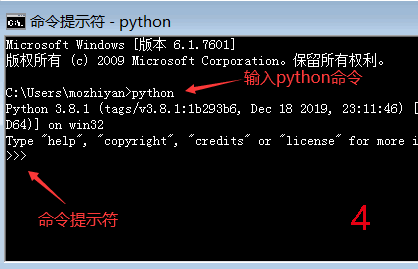 命令提示符 - python
Microsoft Windows [版本 6.1.7601]
版权所有 (c) 2009 Microsoft Corporation。保留所有权利。
输入python命令
C:\Users\mozhiyan>python
Python 3.8.1 (tags/v3.8.1:1b293b6, Dec 18 2019, 23:11:46) [
D64)] on win32
Type "help", "copyright", "credits" or "license" for more i
>>>
命令提示符
4